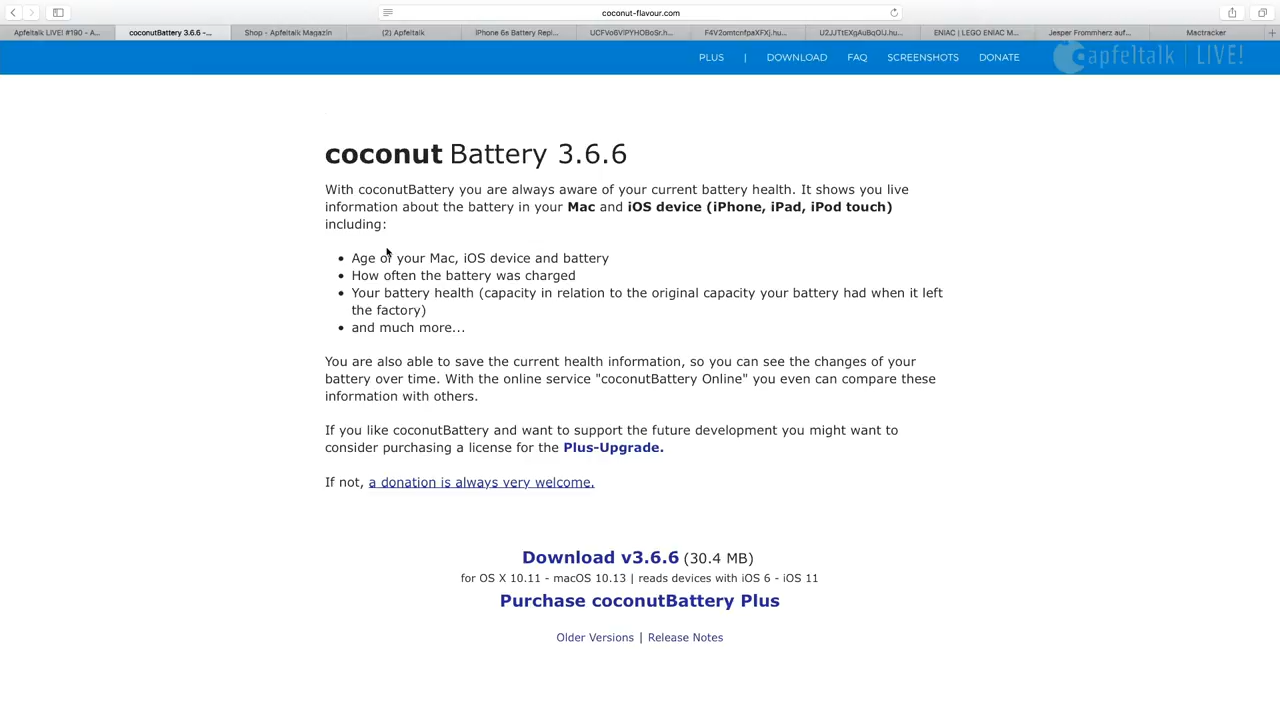 coconut-flavour.com
Apfeltalk LIVE! #190 - A...
coconutBattery 3.6.6 -...
Shop - Apfeltalk Magazin
(2) Apfeltalk
iPhone 6s Battery Repl...
ENIAC | LEGO ENIAC M...
Jesper Frommherz auf...
Mactracker
PLUS | DOWNLOAD FAQ SCREENSHOTS DONATE
apfeltalk | LIVE!
coconut Battery 3.6.6
With coconutBattery you are always aware of your current battery health. It shows you live
information about the battery in your Mac and iOS device (iPhone, iPad, iPod touch)
including:
• Age of your Mac, iOS device and battery
• How often the battery was charged
• Your battery health (capacity in relation to the original capacity your battery had when it left
the factory)
• and much more...
You are also able to save the current health information, so you can see the changes of your
battery over time. With the online service "coconutBattery Online" you even can compare these
information with others.
If you like coconutBattery and want to support the future development you might want to
consider purchasing a license for the Plus-Upgrade.
If not, a donation is always very welcome.
Download v3.6.6 (30.4 MB)
for OS X 10.11 - macOS 10.13 | reads devices with iOS 6 - iOS 11
Purchase coconutBattery Plus
Older Versions | Release Notes